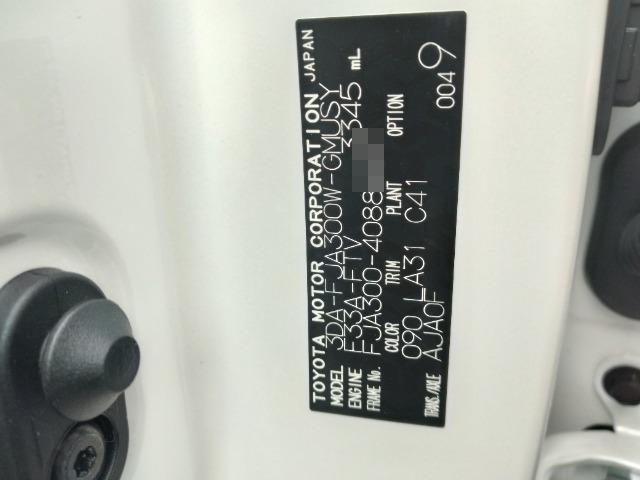 TOYOTA MOTOR CORPORATION JAPAN
MODEL 3DA-FJA300W-GMUSY
ENGINE F33A-FTV 3345 mL
FRAME No. FJA300-4088
COLOR TRIM PLANT OPTION
090 LA31 C41
TRANS./AXLE AJA0F 0049